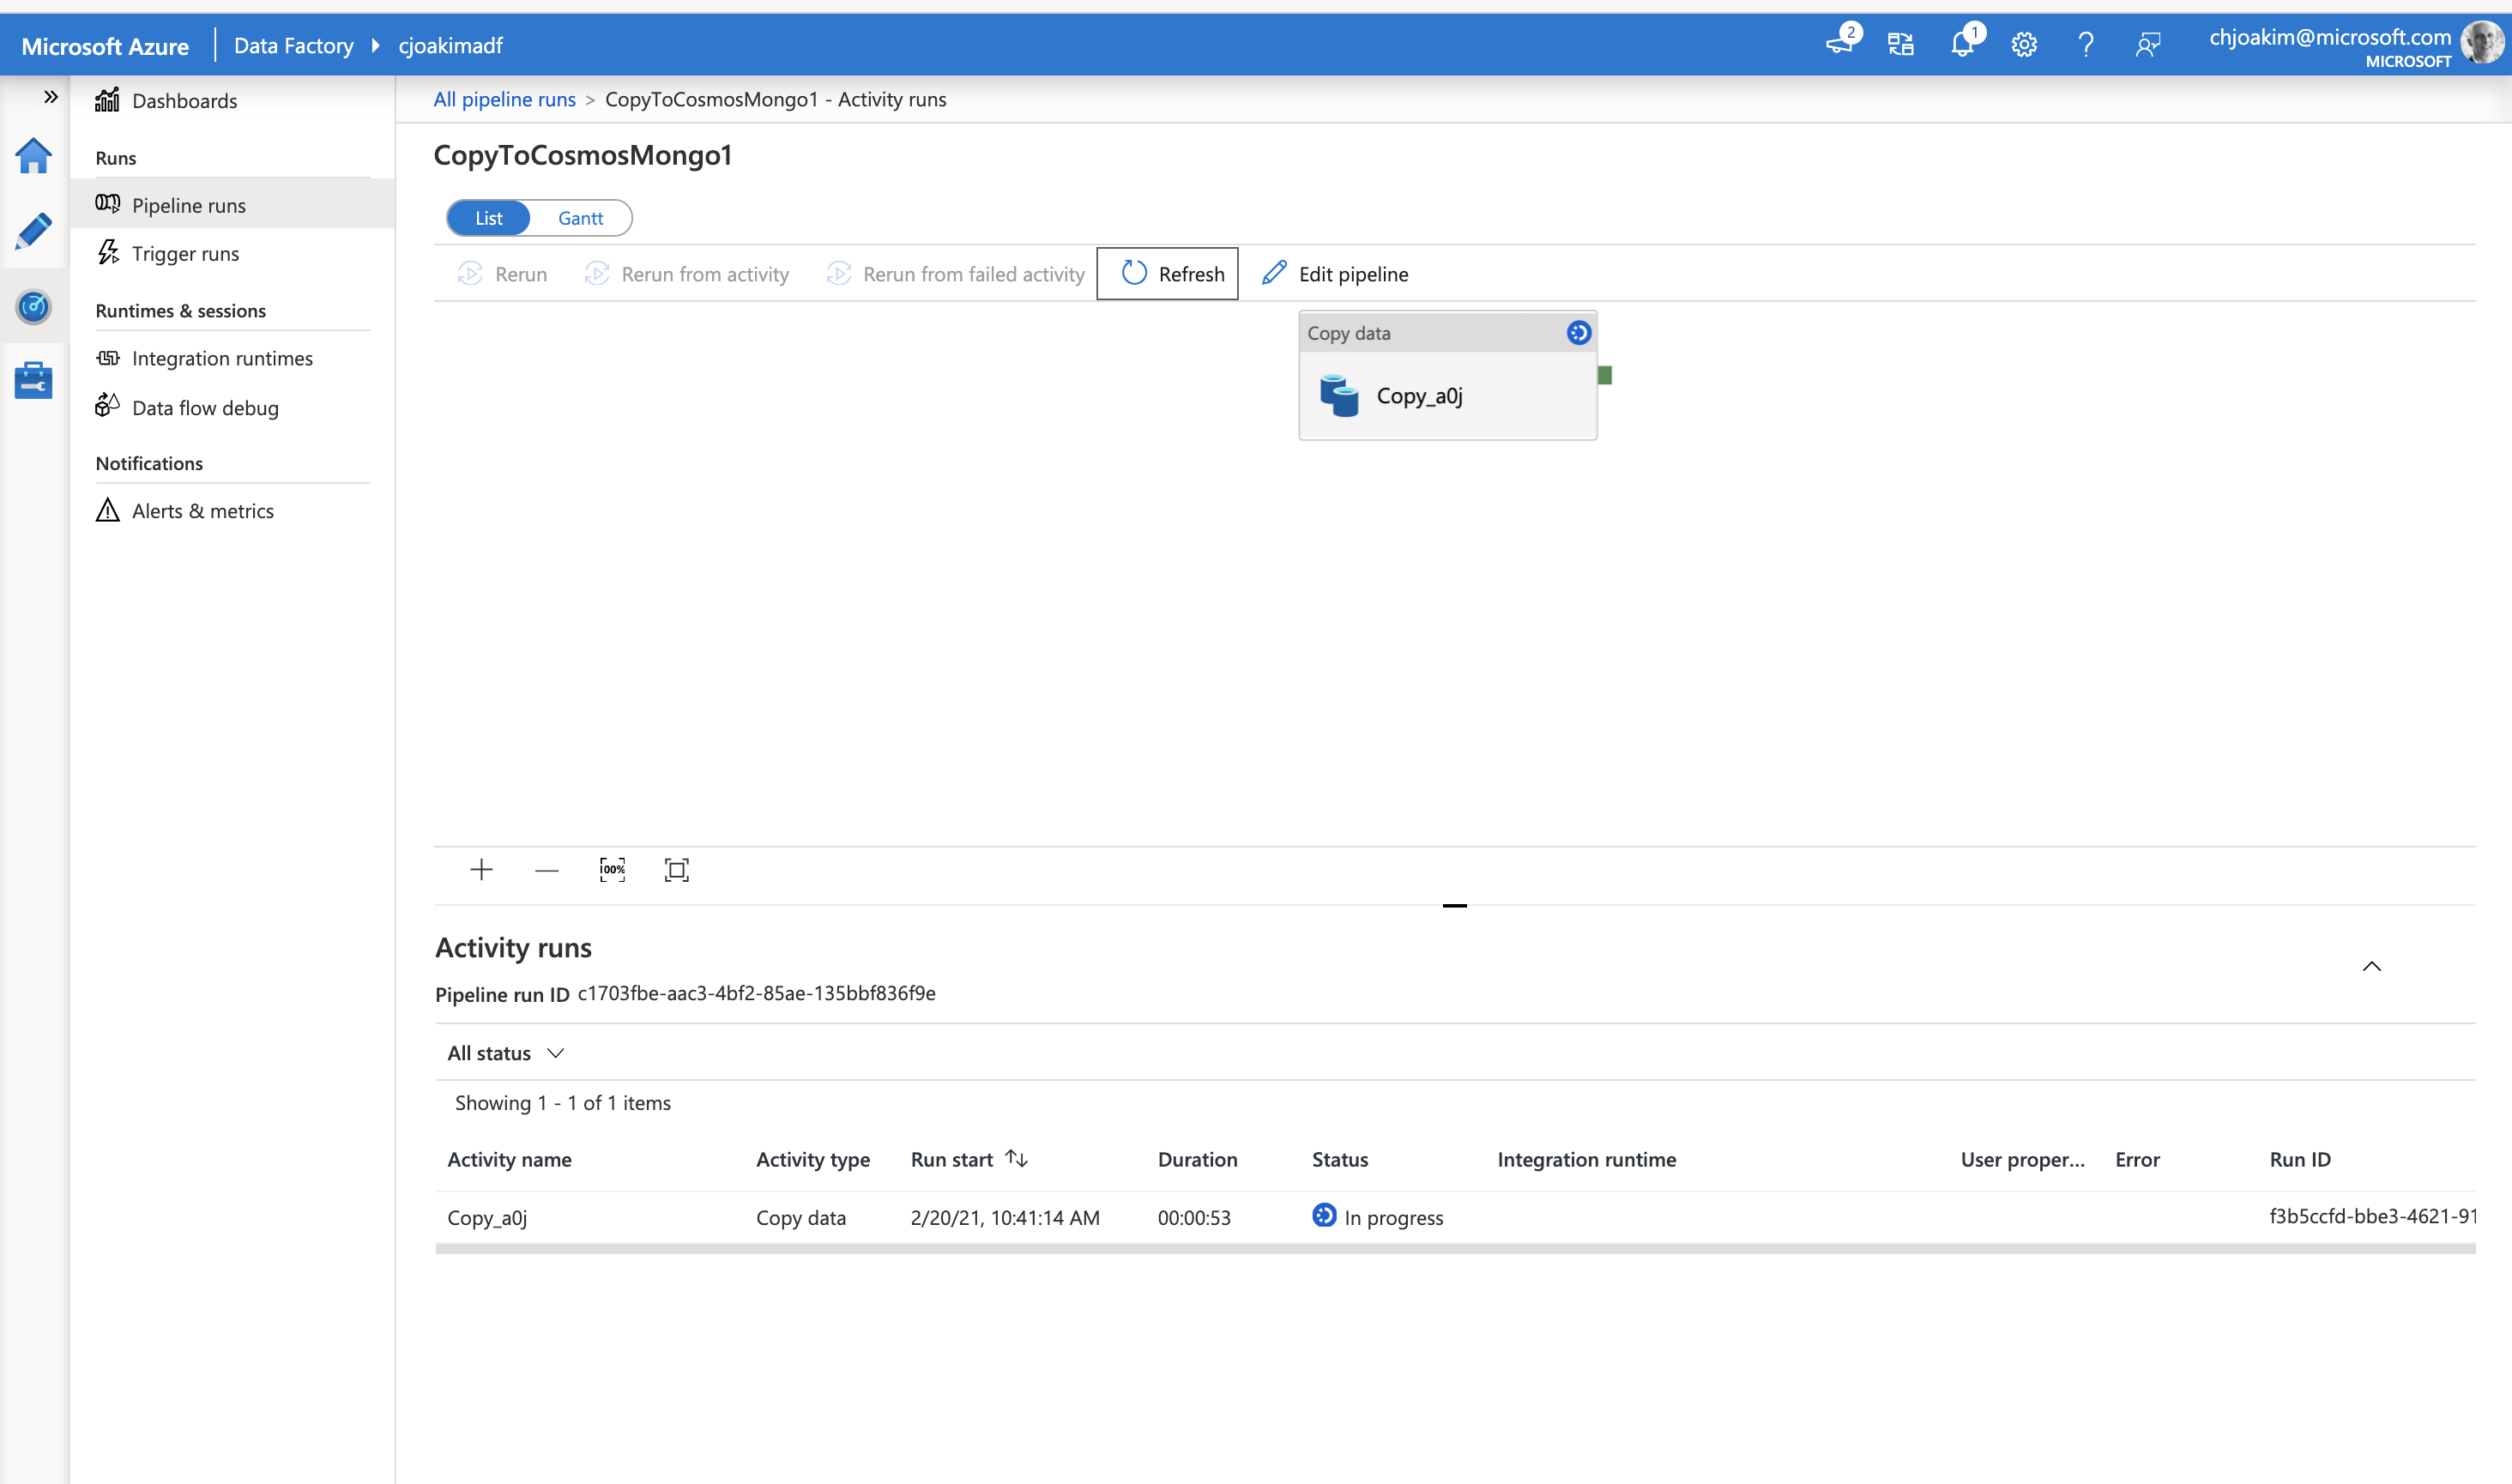 Microsoft Azure
Data Factory
cjoakimadf
2
1
chjoakim@microsoft.com
MICROSOFT
Dashboards
Runs
Pipeline runs
Trigger runs
Runtimes & sessions
Integration runtimes
Data flow debug
Notifications
Alerts & metrics
All pipeline runs > CopyToCosmosMongo1 - Activity runs
CopyToCosmosMongo1
List Gantt
Rerun Rerun from activity Rerun from failed activity Refresh Edit pipeline
Copy data
Copy_a0j
100%
Activity runs
Pipeline run ID c1703fbe-aac3-4bf2-85ae-135bbf836f9e
All status
Showing 1 - 1 of 1 items
Activity name Activity type Run start Duration Status Integration runtime User proper... Error Run ID
Copy_a0j Copy data 2/20/21, 10:41:14 AM 00:00:53 In progress f3b5ccfd-bbe3-4621-91